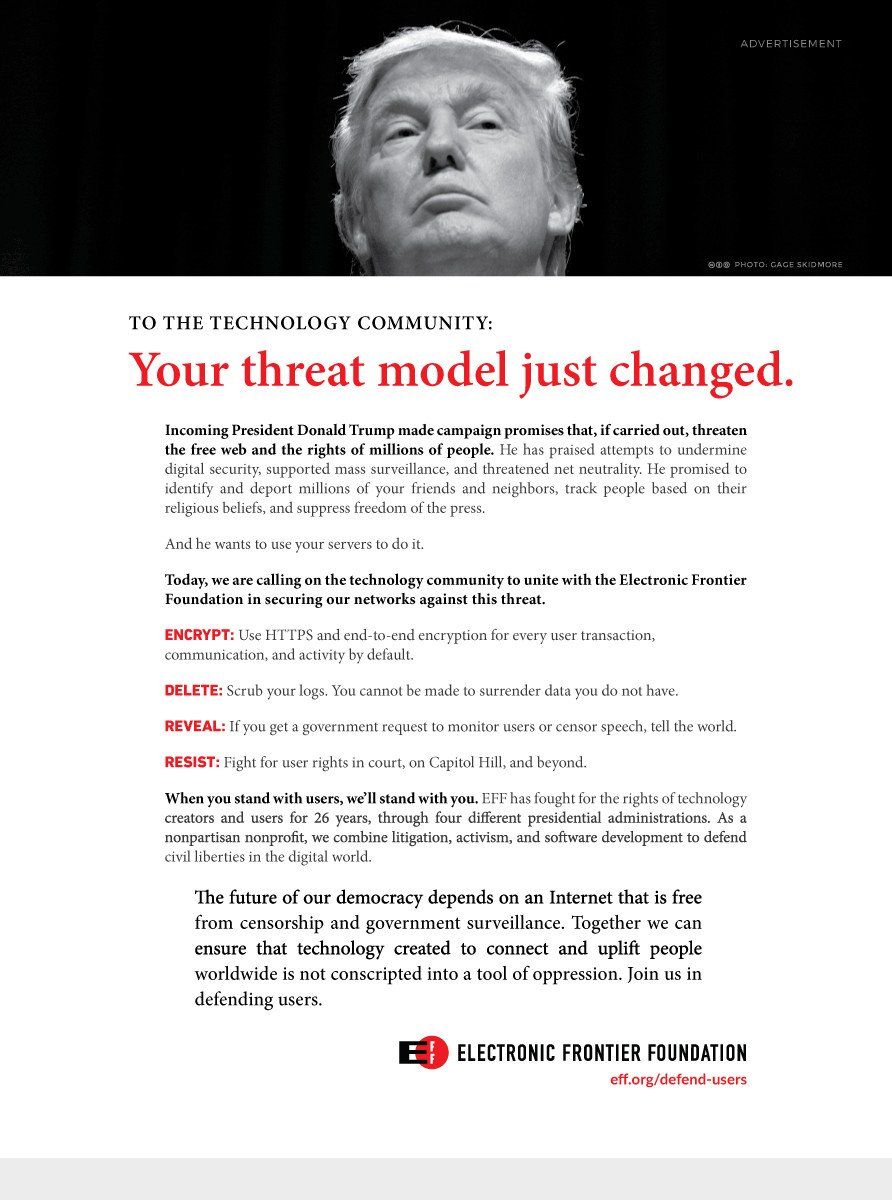 ADVERTISEMENT
PHOTO: GAGE SKIDMORE
TO THE TECHNOLOGY COMMUNITY:
Your threat model just changed.
Incoming President Donald Trump made campaign promises that, if carried out, threaten
the free web and the rights of millions of people. He has praised attempts to undermine
digital security, supported mass surveillance, and threatened net neutrality. He promised to
identify and deport millions of your friends and neighbors, track people based on their
religious beliefs, and suppress freedom of the press.
And he wants to use your servers to do it.
Today, we are calling on the technology community to unite with the Electronic Frontier
Foundation in securing our networks against this threat.
ENCRYPT: Use HTTPS and end-to-end encryption for every user transaction,
communication, and activity by default.
DELETE: Scrub your logs. You cannot be made to surrender data you do not have.
REVEAL: If you get a government request to monitor users or censor speech, tell the world.
RESIST: Fight for user rights in court, on Capitol Hill, and beyond.
When you stand with users, we'll stand with you. EFF has fought for the rights of technology
creators and users for 26 years, through four different presidential administrations. As a
nonpartisan nonprofit, we combine litigation, activism, and software development to defend
civil liberties in the digital world.
The future of our democracy depends on an Internet that is free
from censorship and government surveillance. Together we can
ensure that technology created to connect and uplift people
worldwide is not conscripted into a tool of oppression. Join us in
defending users.
EFF ELECTRONIC FRONTIER FOUNDATION
eff.org/defend-users